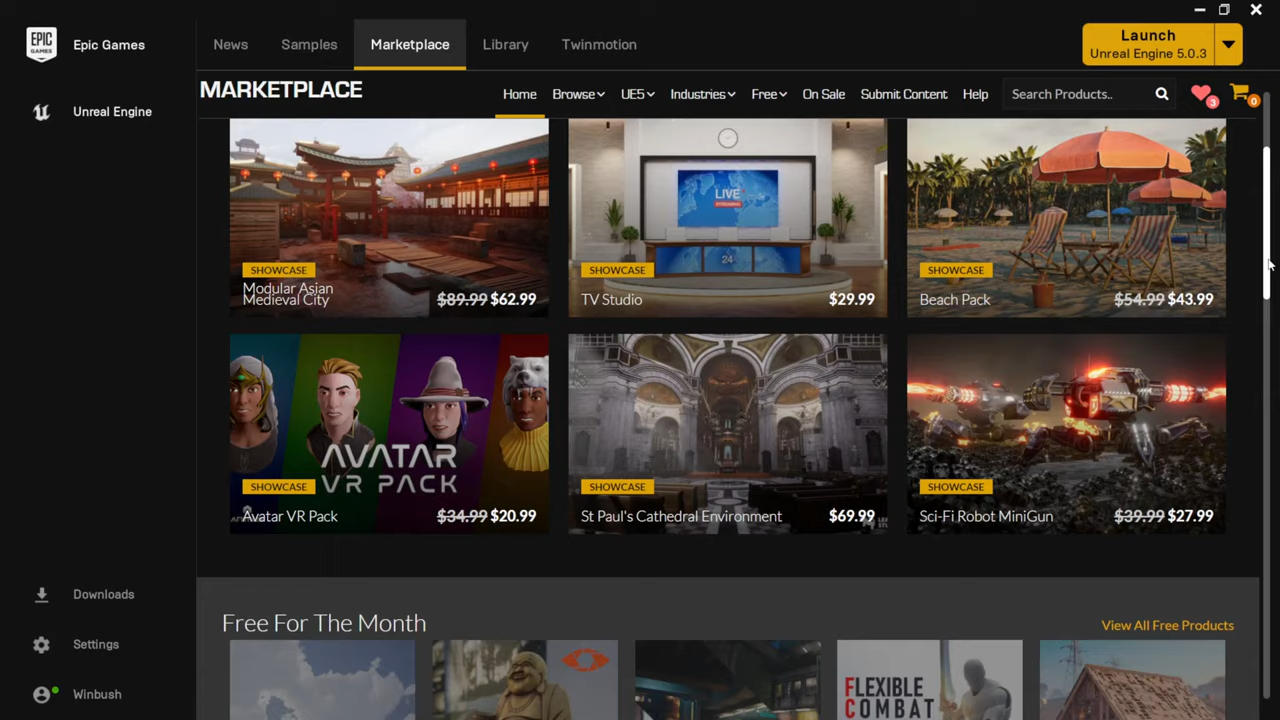 EPIC
GAMES
Epic Games
News
Samples
Marketplace
Library
Twinmotion
Launch
Unreal Engine 5.0.3
Unreal Engine
MARKETPLACE
Home
Browse
UE5
Industries
Free
On Sale
Submit Content
Help
Search Products..
3
0
SHOWCASE
Modular Asian
Medieval City
$89.99 $62.99
LIVE
24
SHOWCASE
TV Studio
$29.99
SHOWCASE
Beach Pack
$54.99 $43.99
AVATAR
VR PACK
SHOWCASE
Avatar VR Pack
$34.99 $20.99
SHOWCASE
St Paul's Cathedral Environment
$69.99
SHOWCASE
Sci-Fi Robot MiniGun
$39.99 $27.99
Free For The Month
View All Free Products
FLEXIBLE
COMBAT
Downloads
Settings
Winbush